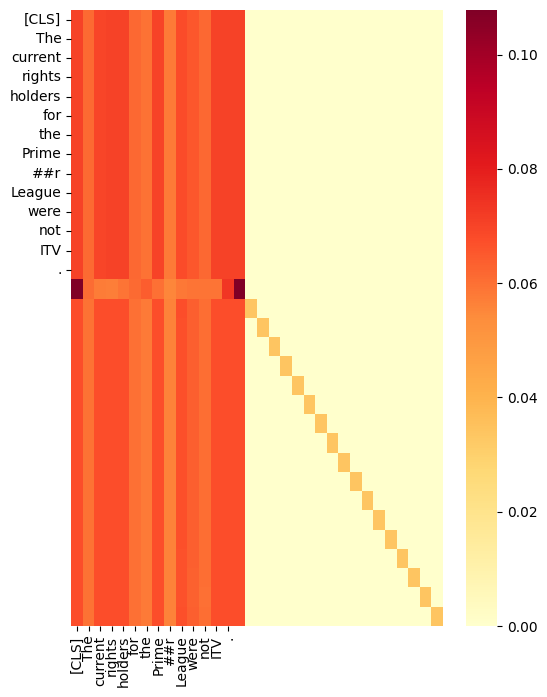 [CLS]
The
current
rights
holders
for
the
Prime
##r
League
were
not
ITV
.
0.10
0.08
0.06
0.04
0.02
0.00
[CLS]
The
current
rights
holders
for
the
Prime
##r
League
were
not
ITV
.